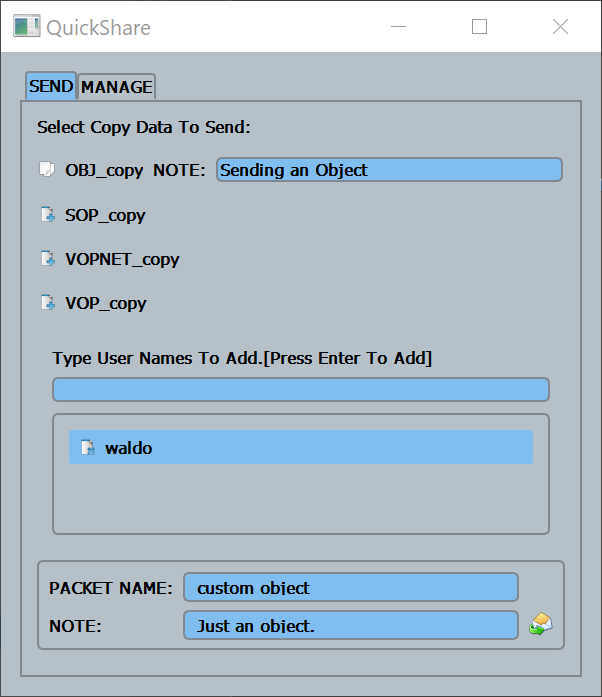 QuickShare
SEND MANAGE
Select Copy Data To Send:
OBJ_copy NOTE: Sending an Object
SOP_copy
VOPNET_copy
VOP_copy
Type User Names To Add.[Press Enter To Add]
waldo
PACKET NAME: custom object
NOTE: Just an object.